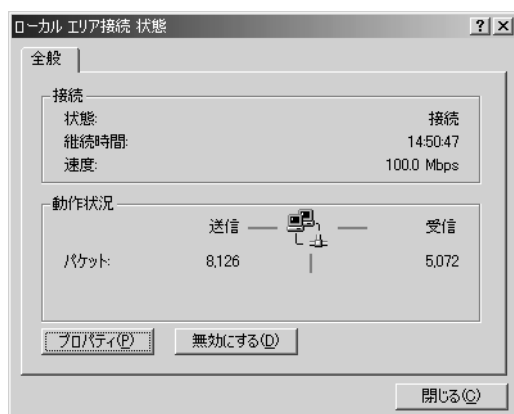 ローカル エリア接続 状態
全般
接続
状態: 接続
継続時間: 14:50:47
速度: 100.0 Mbps
動作状況
送信 受信
パケット: 8,126 5,072
プロパティ(P) 無効にする(D)
閉じる(C)